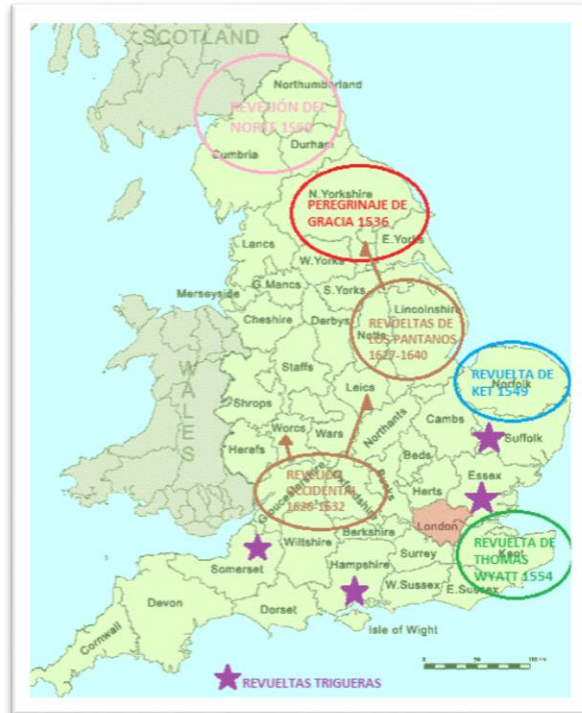 SCOTLAND
Northumberland
REVELIÓN DEL
NORTE 1560
Durham
Cumbria
N.Yorkshire
PEREGRINAJE DE
GRACIA 1536
E.Yorks
Lancs
W.Yorks
G.Mancs
S.Yorks
Merseyside
Lincolnshire
Cheshire
Derbys
Notts
REVUELTAS DE
LOS PANTANOS
1627-1640
WALES
Staffs
REVUELTA DE
KET 1549
Norfolk
Leics
Shrops
Cambs
Suffolk
Worcs
Wars
Northants
Herefs
Beds
Essex
Gloucestershire
OCCIDENTAL
1626-1632
Herts
London
Berkshire
Wiltshire
Surrey
Kent
REVUELTA DE
THOMAS
WYATT 1554
Somerset
Hampshire
W.Sussex
E.Sussex
Devon
Dorset
Cornwall
Isle of Wight
REVUELTAS TRIGUERAS